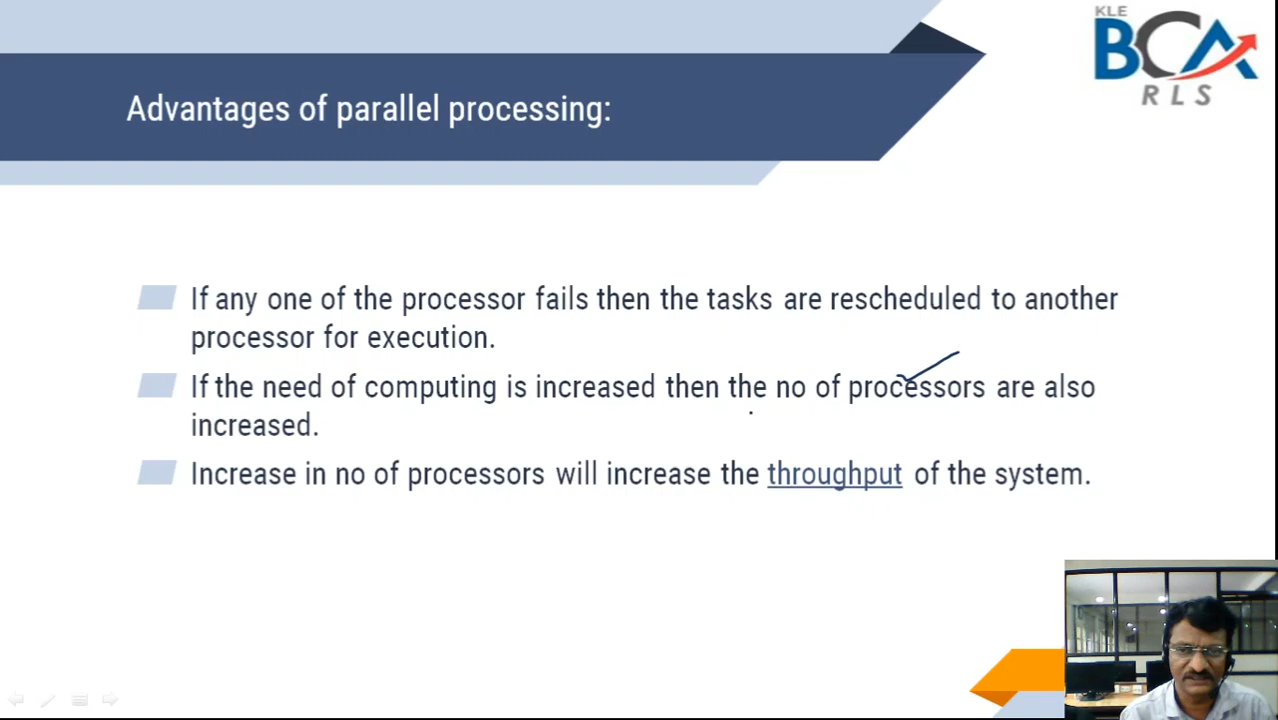 KLE
BCA
RLS
Advantages of parallel processing:
If any one of the processor fails then the tasks are rescheduled to another
processor for execution.
If the need of computing is increased then the no of processors are also
increased.
Increase in no of processors will increase the throughput of the system.